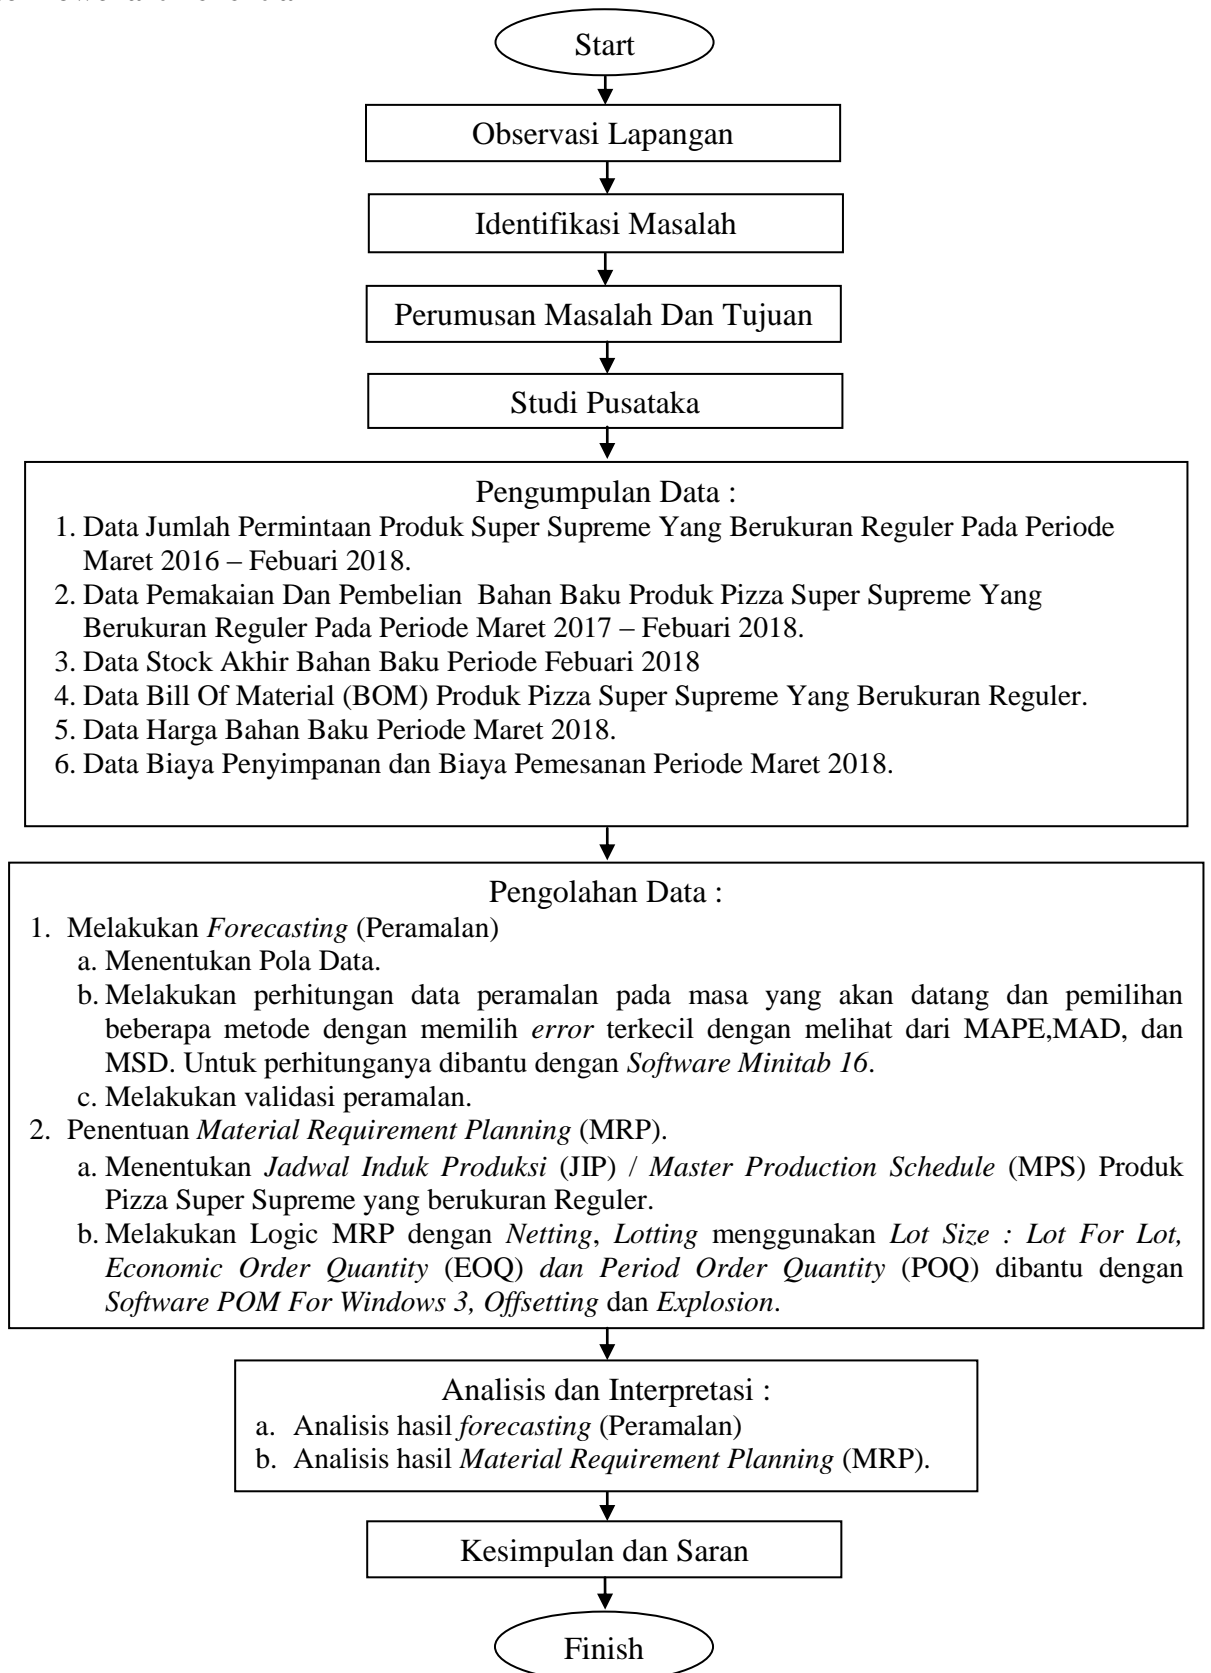 Start
Observasi Lapangan
Identifikasi Masalah
Perumusan Masalah Dan Tujuan
Studi Pusataka
Pengumpulan Data :
1. Data Jumlah Permintaan Produk Super Supreme Yang Berukuran Reguler Pada Periode
Maret 2016 – Febuari 2018.
2. Data Pemakaian Dan Pembelian Bahan Baku Produk Pizza Super Supreme Yang
Berukuran Reguler Pada Periode Maret 2017 – Febuari 2018.
3. Data Stock Akhir Bahan Baku Periode Febuari 2018
4. Data Bill Of Material (BOM) Produk Pizza Super Supreme Yang Berukuran Reguler.
5. Data Harga Bahan Baku Periode Maret 2018.
6. Data Biaya Penyimpanan dan Biaya Pemesanan Periode Maret 2018.
Pengolahan Data :
1. Melakukan Forecasting (Peramalan)
a. Menentukan Pola Data.
b. Melakukan perhitungan data peramalan pada masa yang akan datang dan pemilihan
beberapa metode dengan memilih error terkecil dengan melihat dari MAPE,MAD, dan
MSD. Untuk perhitunganya dibantu dengan Software Minitab 16.
c. Melakukan validasi peramalan.
2. Penentuan Material Requirement Planning (MRP).
a. Menentukan Jadwal Induk Produksi (JIP) / Master Production Schedule (MPS) Produk
Pizza Super Supreme yang berukuran Reguler.
b. Melakukan Logic MRP dengan Netting, Lotting menggunakan Lot Size : Lot For Lot,
Economic Order Quantity (EOQ) dan Period Order Quantity (POQ) dibantu dengan
Software POM For Windows 3, Offsetting dan Explosion.
Analisis dan Interpretasi :
a. Analisis hasil forecasting (Peramalan)
b. Analisis hasil Material Requirement Planning (MRP).
Kesimpulan dan Saran
Finish